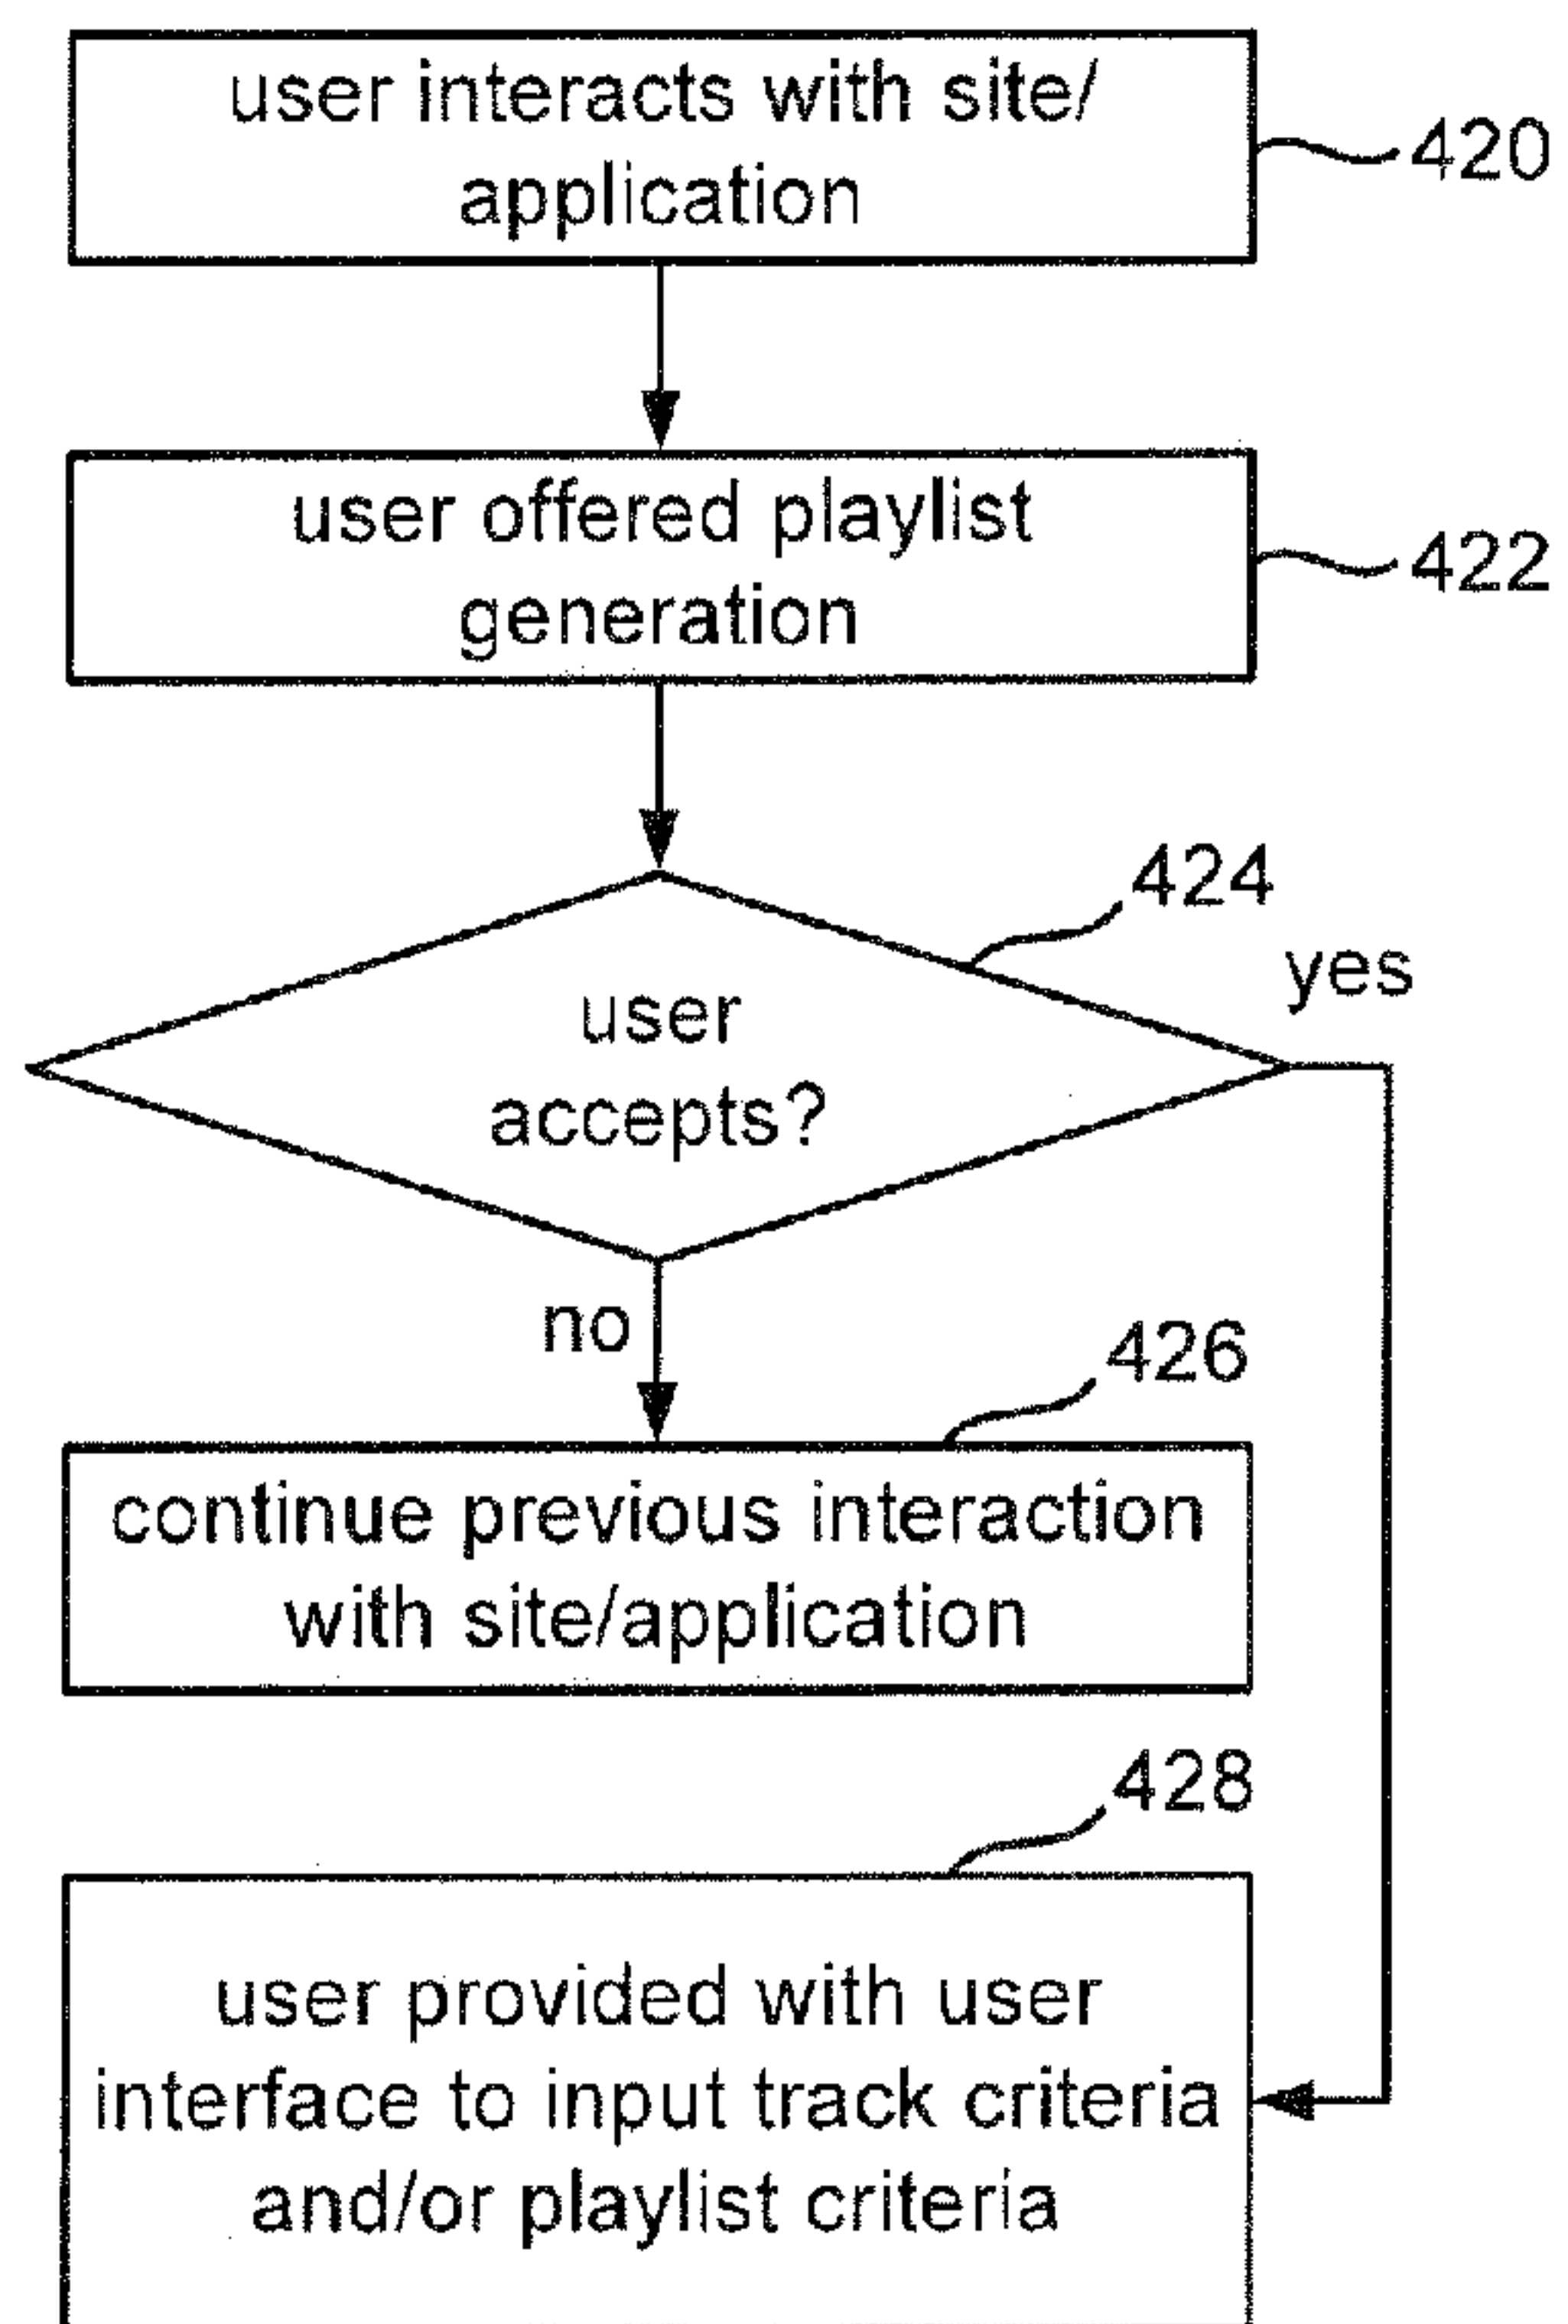 user interacts with site/
application
420
user offered playlist
generation
422
424
yes
user
accepts?
no
426
continue previous interaction
with site/application
428
user provided with user
interface to input track criteria
and/or playlist criteria